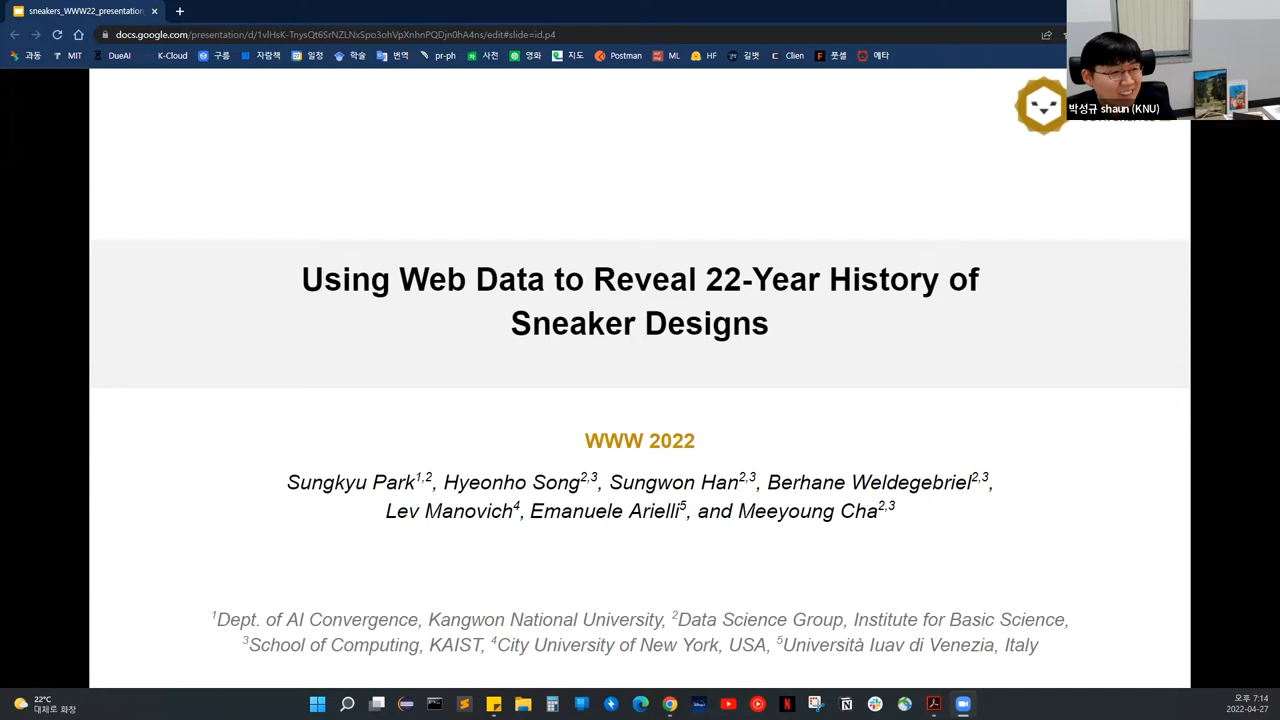 sneakers_WWW22_presentation
docs.google.com/presentation/d/1vlHsK-TnysQt6SrNZLNxSpo3ohVpXnhnPQDjn0hA4ns/edit#slide=id.p4
과동 MIT DueAI K-Cloud 구름 자람책 일정 학술 번역 pr-ph 사전 영화 지도 Postman ML HF 길벗 Clien 풋셀 에타
박성규 shaun (KNU)
Using Web Data to Reveal 22-Year History of
Sneaker Designs
WWW 2022
Sungkyu Park1,2, Hyeonho Song2,3, Sungwon Han2,3, Berhane Weldegebriel2,3,
Lev Manovich4, Emanuele Arielli5, and Meeyoung Cha2,3
1Dept. of AI Convergence, Kangwon National University, 2Data Science Group, Institute for Basic Science,
3School of Computing, KAIST, 4City University of New York, USA, 5Università Iuav di Venezia, Italy
22°C
대체로 화창
오후 7:14
2022-04-27